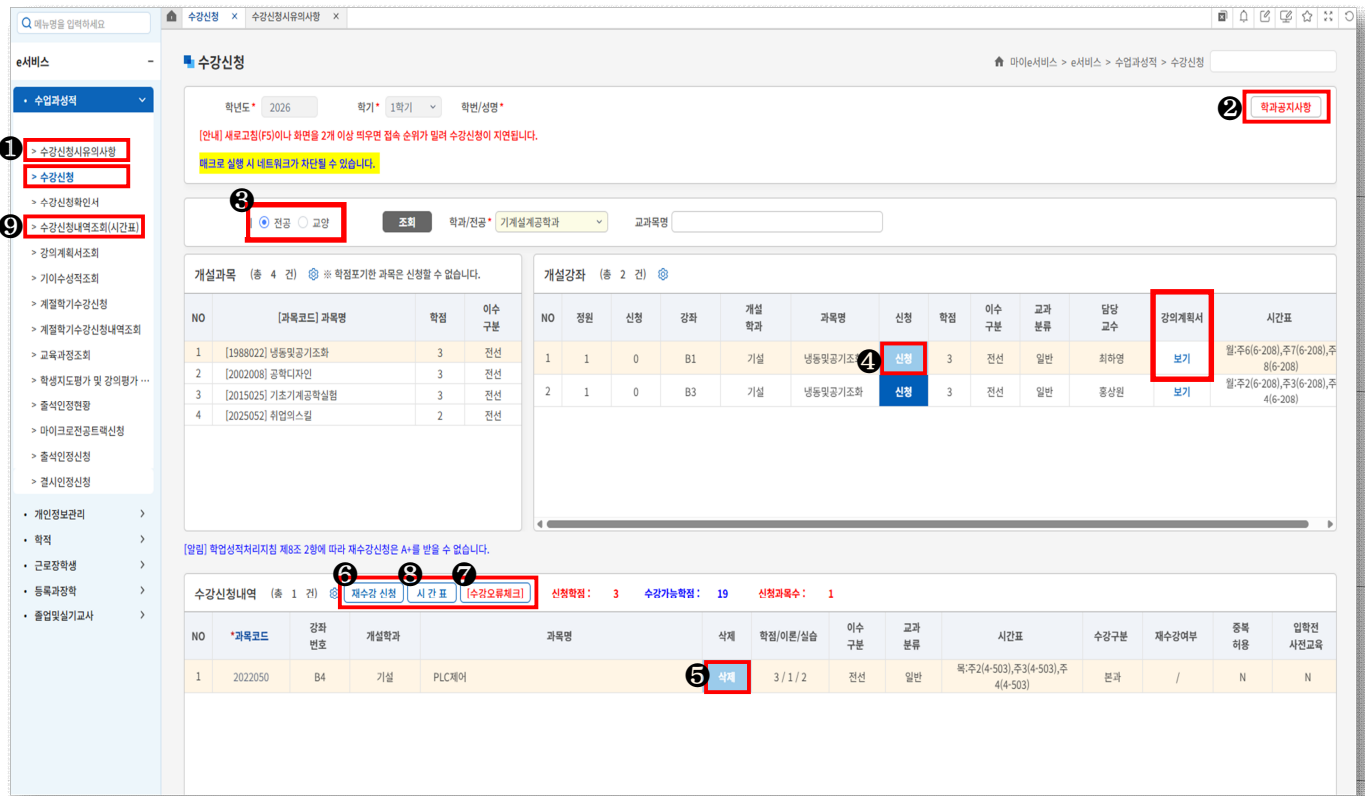 메뉴명을 입력하세요
수강신청 × 수강신청시유의사항 ×
e서비스 −
수강신청
마이e서비스 > e서비스 > 수업과성적 > 수강신청
• 수업과성적
❶
> 수강신청시유의사항
> 수강신청
> 수강신청확인서
❾
> 수강신청내역조회(시간표)
> 강의계획서조회
> 기이수성적조회
> 계절학기수강신청
> 계절학기수강신청내역조회
> 교육과정조회
> 학생지도평가 및 강의평가 ···
> 출석인정현황
> 마이크로전공트랙신청
> 출석인정신청
> 결시인정신청
• 개인정보관리 >
• 학적 >
• 근로장학생 >
• 등록과장학 >
• 졸업및실기교사 >
학년도* 2026 학기* 1학기 학번/성명*
❷ 학과공지사항
[안내] 새로고침(F5)이나 화면을 2개 이상 띄우면 접속 순위가 밀려 수강신청이 지연됩니다.
매크로 실행 시 네트워크가 차단될 수 있습니다.
❸
전공 교양 조회 학과/전공* 기계설계공학과 교과목명
개설과목 (총 4 건) ※ 학점포기한 과목은 신청할 수 없습니다.
NO [과목코드] 과목명 학점 이수구분
1 [1988022] 냉동및공기조화 3 전선
2 [2002008] 공학디자인 3 전선
3 [2015025] 기초기계공학실험 3 전선
4 [2025052] 취업의스킬 2 전선
개설강좌 (총 2 건)
NO 정원 신청 강좌 개설학과 과목명 신청 학점 이수구분 교과분류 담당교수 강의계획서 시간표
❹
1 1 0 B1 기설 냉동및공기조화 신청 3 전선 일반 최하영 보기 월:주6(6-208),주7(6-208),주8(6-208)
2 1 0 B3 기설 냉동및공기조화 신청 3 전선 일반 홍상원 보기 월:주2(6-208),주3(6-208),주4(6-208)
[알림] 학업성적처리지침 제8조 2항에 따라 재수강신청은 A+를 받을 수 없습니다.
❻ ❽ ❼
수강신청내역 (총 1 건) 재수강 신청 시 간 표 [수강오류체크] 신청학점 : 3 수강가능학점 : 19 신청과목수 : 1
NO *과목코드 강좌번호 개설학과 과목명 삭제 학점/이론/실습 이수구분 교과분류 시간표 수강구분 재수강여부 중복허용 입학전사전교육
❺
1 2022050 B4 기설 PLC제어 삭제 3 / 1 / 2 전선 일반 목:주2(4-503),주3(4-503),주4(4-503) 본과 / N N